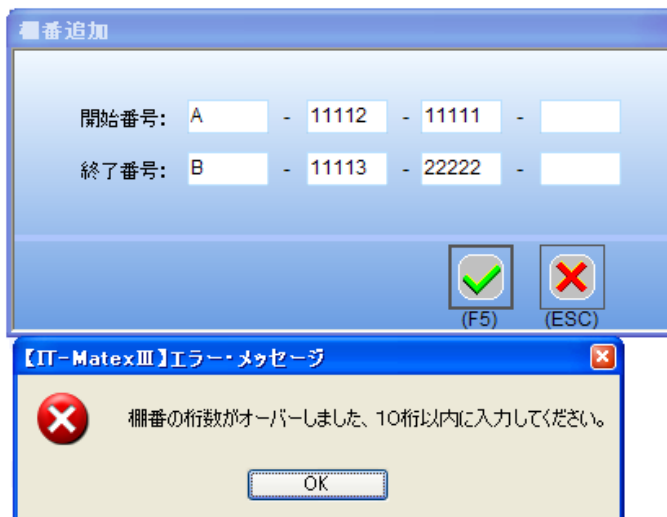 棚番追加
開始番号: A - 11112 - 11111 -
終了番号: B - 11113 - 22222 -
(F5) (ESC)
【IT-MatexⅢ】エラー・メッセージ
棚番の桁数がオーバーしました、10桁以内に入力してください。
OK